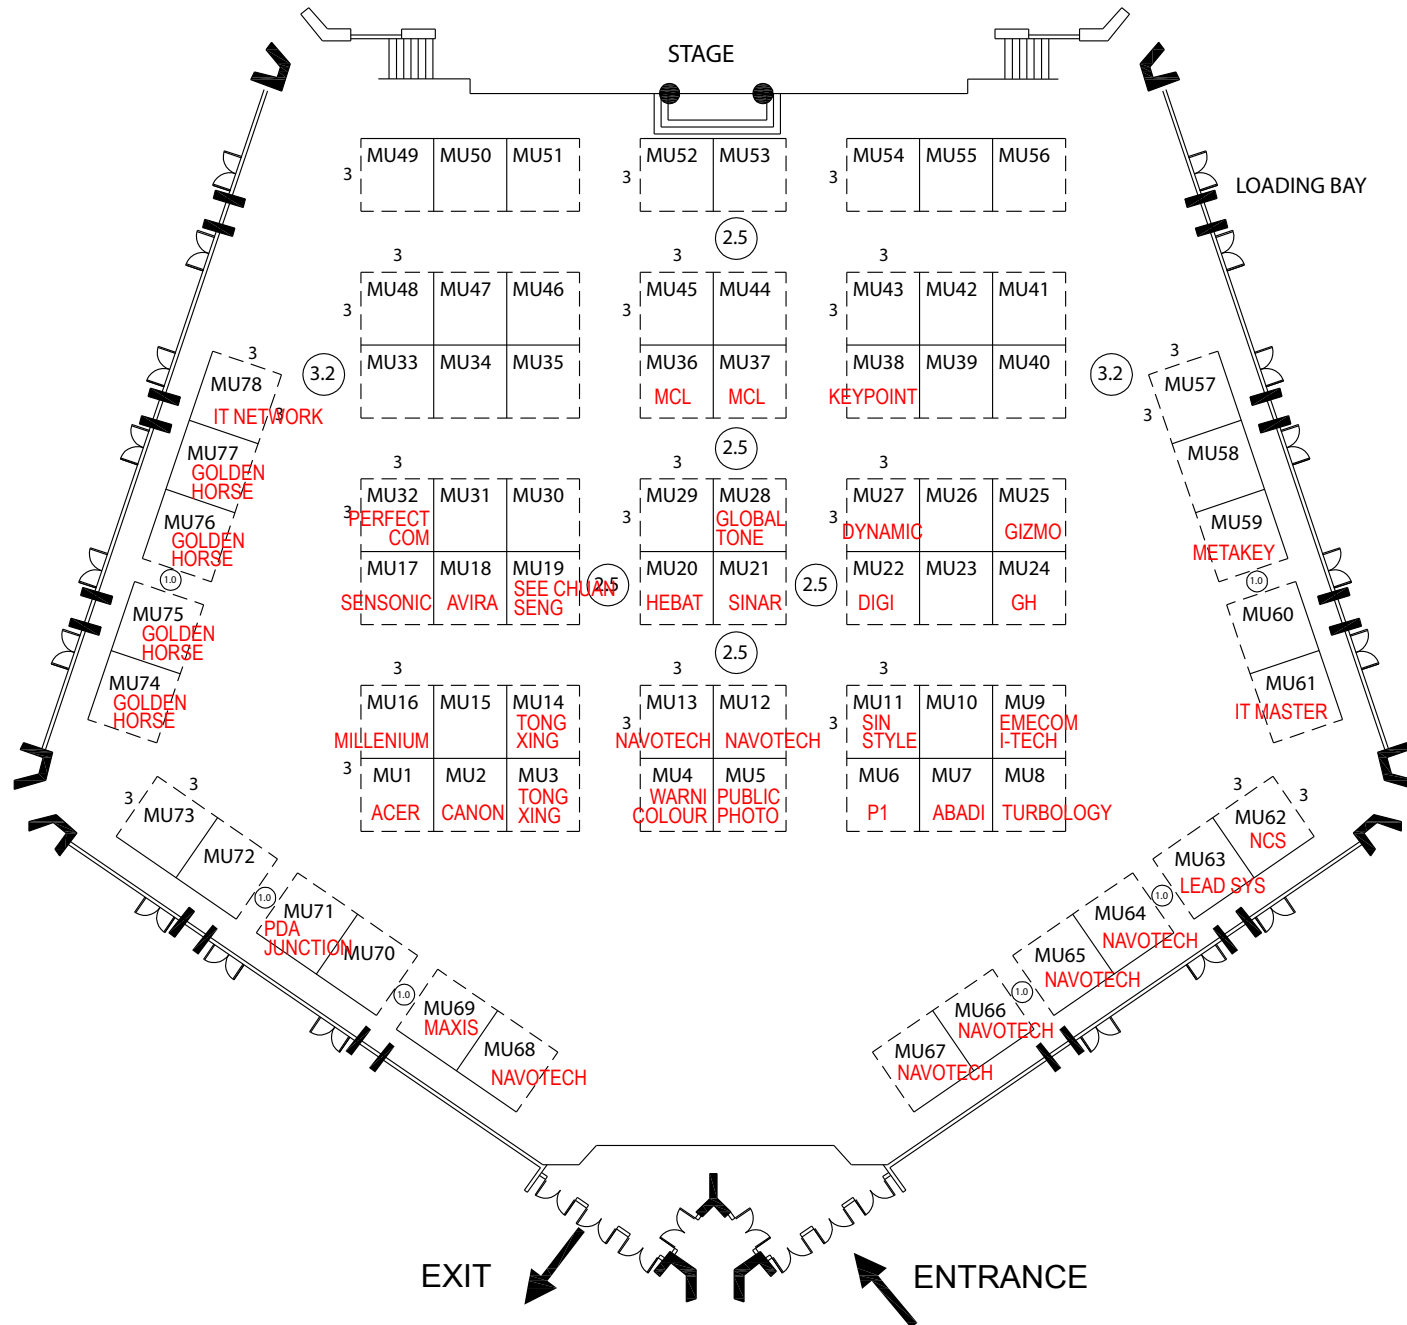 STAGE
MU49 MU50 MU51 MU52 MU53 MU54 MU55 MU56
3 3 3
LOADING BAY
2.5
3 3 3
MU48 MU47 MU46 MU45 MU44 MU43 MU42 MU41
3 3 3
MU33 MU34 MU35 MU36 MU37 MU38 MU39 MU40
MCL MCL KEYPOINT
3.2 3.2
3
MU78
3
IT NETWORK
MU77
GOLDEN
HORSE
MU76
GOLDEN
HORSE
1.0
MU75
GOLDEN
HORSE
MU74
GOLDEN
HORSE
3
MU57
3
MU58
MU59
METAKEY
1.0
MU60
MU61
IT MASTER
2.5
3 3 3
MU32 MU31 MU30 MU29 MU28 MU27 MU26 MU25
3 3 3
PERFECT
COM
GLOBAL
TONE
DYNAMIC GIZMO
MU17 MU18 MU19 MU20 MU21 MU22 MU23 MU24
SENSONIC AVIRA
SEE CHUAN
SENG
2.5
HEBAT SINAR
2.5
DIGI GH
2.5
3 3 3
MU16 MU15 MU14 MU13 MU12 MU11 MU10 MU9
MILLENIUM
TONG
XING
3
NAVOTECH NAVOTECH
3
SIN
STYLE
EMECOM
I-TECH
3
MU1 MU2 MU3 MU4 MU5 MU6 MU7 MU8
ACER CANON
TONG
XING
WARNI
COLOUR
PUBLIC
PHOTO
P1 ABADI TURBOLOGY
3 3
MU73
MU72
1.0
MU71
PDA
JUNCTION
MU70
1.0
MU69
MAXIS
MU68
NAVOTECH
3 3
MU62
NCS
MU63
LEAD SYS
1.0
MU64
NAVOTECH
MU65
NAVOTECH
1.0
MU66
NAVOTECH
MU67
NAVOTECH
EXIT ENTRANCE